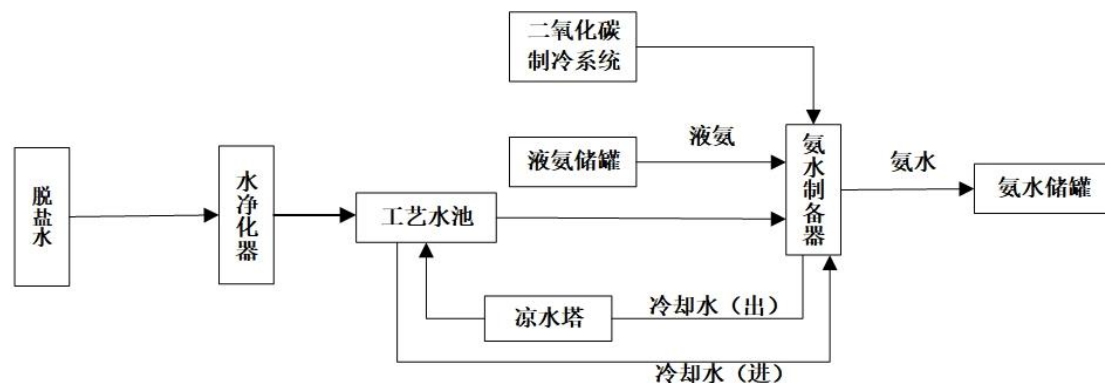 二氧化碳
制冷系统
液氨储罐
液氨
氨水制备器
氨水
氨水储罐
脱盐水
水净化器
工艺水池
凉水塔
冷却水（出）
冷却水（进）